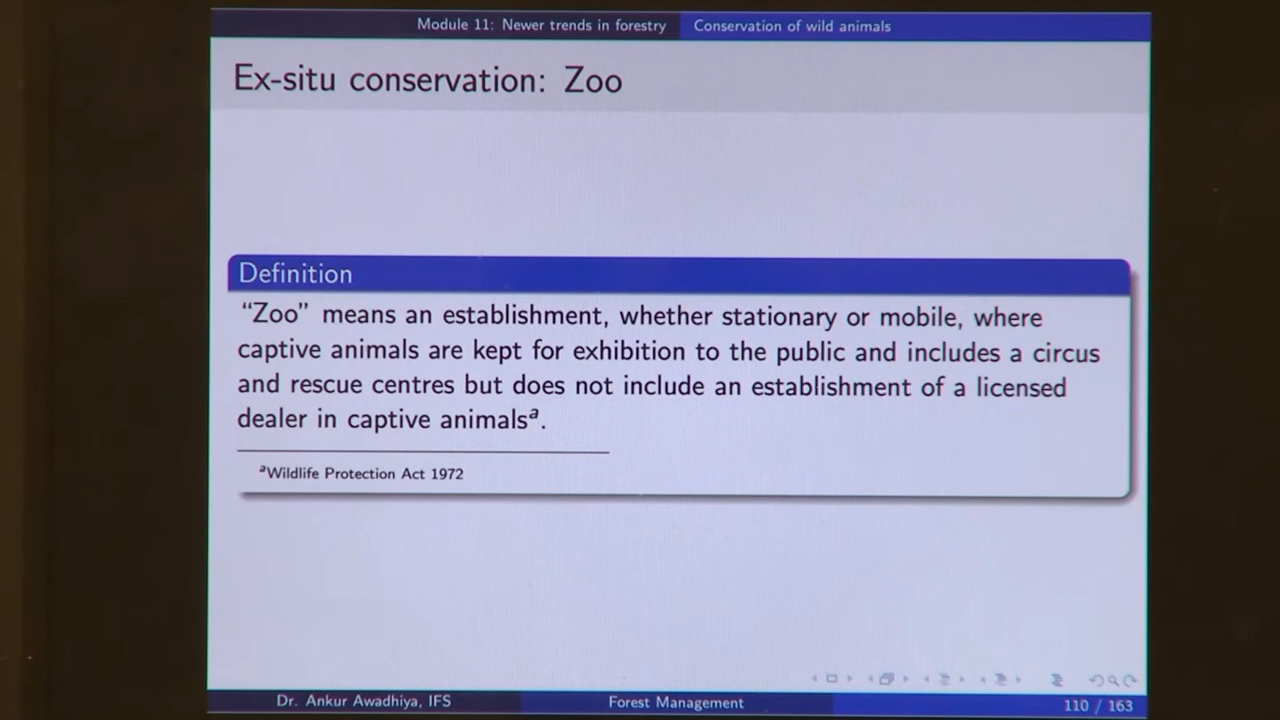 Module 11: Newer trends in forestry Conservation of wild animals
Ex-situ conservation: Zoo
Definition
“Zoo” means an establishment, whether stationary or mobile, where
captive animals are kept for exhibition to the public and includes a circus
and rescue centres but does not include an establishment of a licensed
dealer in captive animalsᵃ.
ᵃWildlife Protection Act 1972
Dr. Ankur Awadhiya, IFS Forest Management 110 / 163